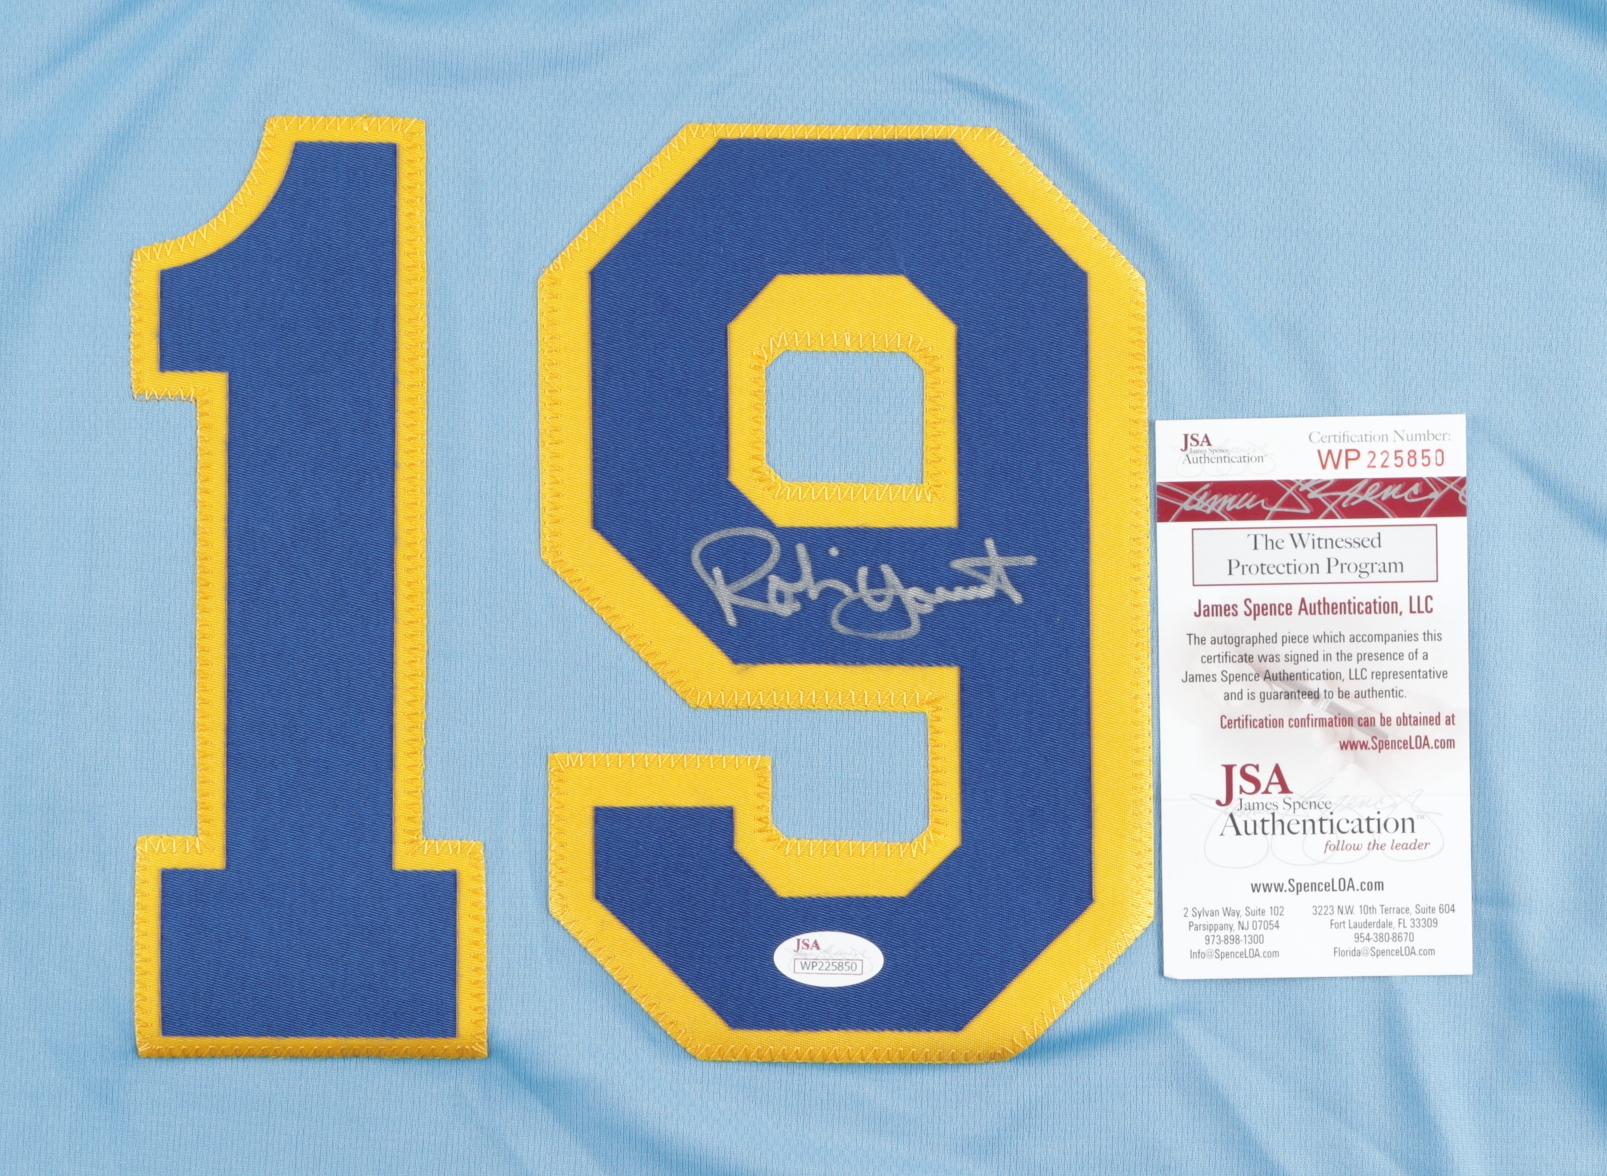 19
Robin Yount
JSA
WP225850
JSA
James Spence
Authentication
Certification Number:
WP225850
James Spence
The Witnessed
Protection Program
James Spence Authentication, LLC
The autographed piece which accompanies this
certificate was signed in the presence of a
James Spence Authentication, LLC representative
and is guaranteed to be authentic.
Certification confirmation can be obtained at
www.SpenceLOA.com
JSA
James Spence
Authentication™
follow the leader
www.SpenceLOA.com
2 Sylvan Way, Suite 102
Parsippany, NJ 07054
973-898-1300
Info@SpenceLOA.com
3223 N.W. 10th Terrace, Suite 604
Fort Lauderdale, FL 33309
954-380-8670
Florida@SpenceLOA.com